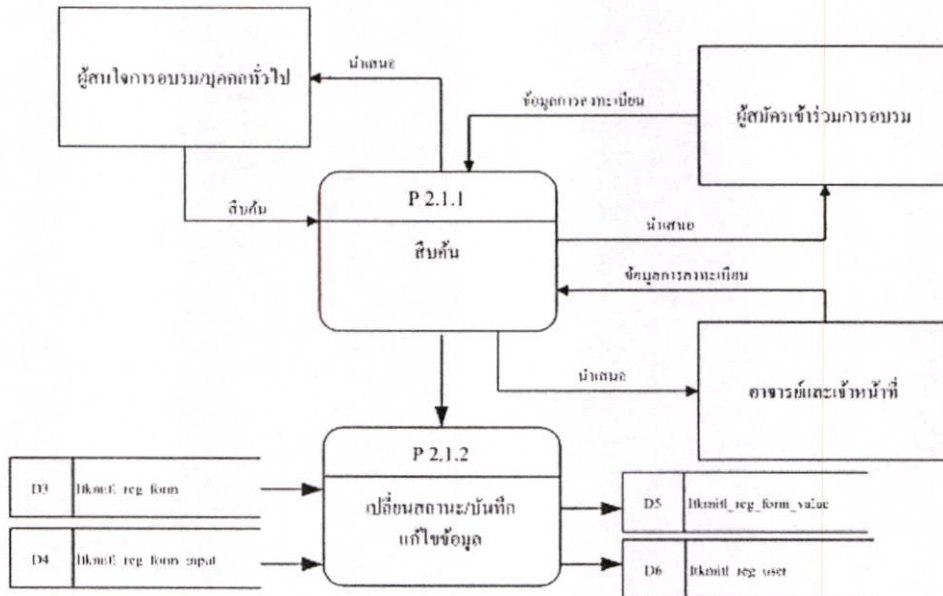 ผู้สนใจการอบรม/บุคคลทั่วไป
นำเสนอ
ข้อมูลการลงทะเบียน
ผู้สมัครเข้าร่วมการอบรม
P 2.1.1
สืบค้น
สืบค้น
นำเสนอ
ข้อมูลการลงทะเบียน
นำเสนอ
อาจารย์และเจ้าหน้าที่
P 2.1.2
เปลี่ยนสถานะ/บันทึก
แก้ไขข้อมูล
D3
Itkmitl_reg_form
D4
Itkmitl_reg_form_input
D5
Itkmitl_reg_form_value
D6
Itkmitl_reg_user